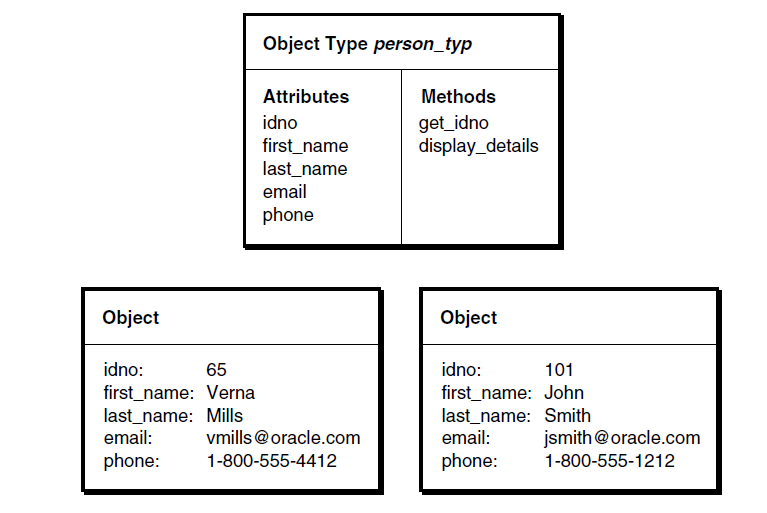 Object Type person_typ
Attributes
idno
first_name
last_name
email
phone
Methods
get_idno
display_details
Object
idno: 65
first_name: Verna
last_name: Mills
email: vmills@oracle.com
phone: 1-800-555-4412
Object
idno: 101
first_name: John
last_name: Smith
email: jsmith@oracle.com
phone: 1-800-555-1212